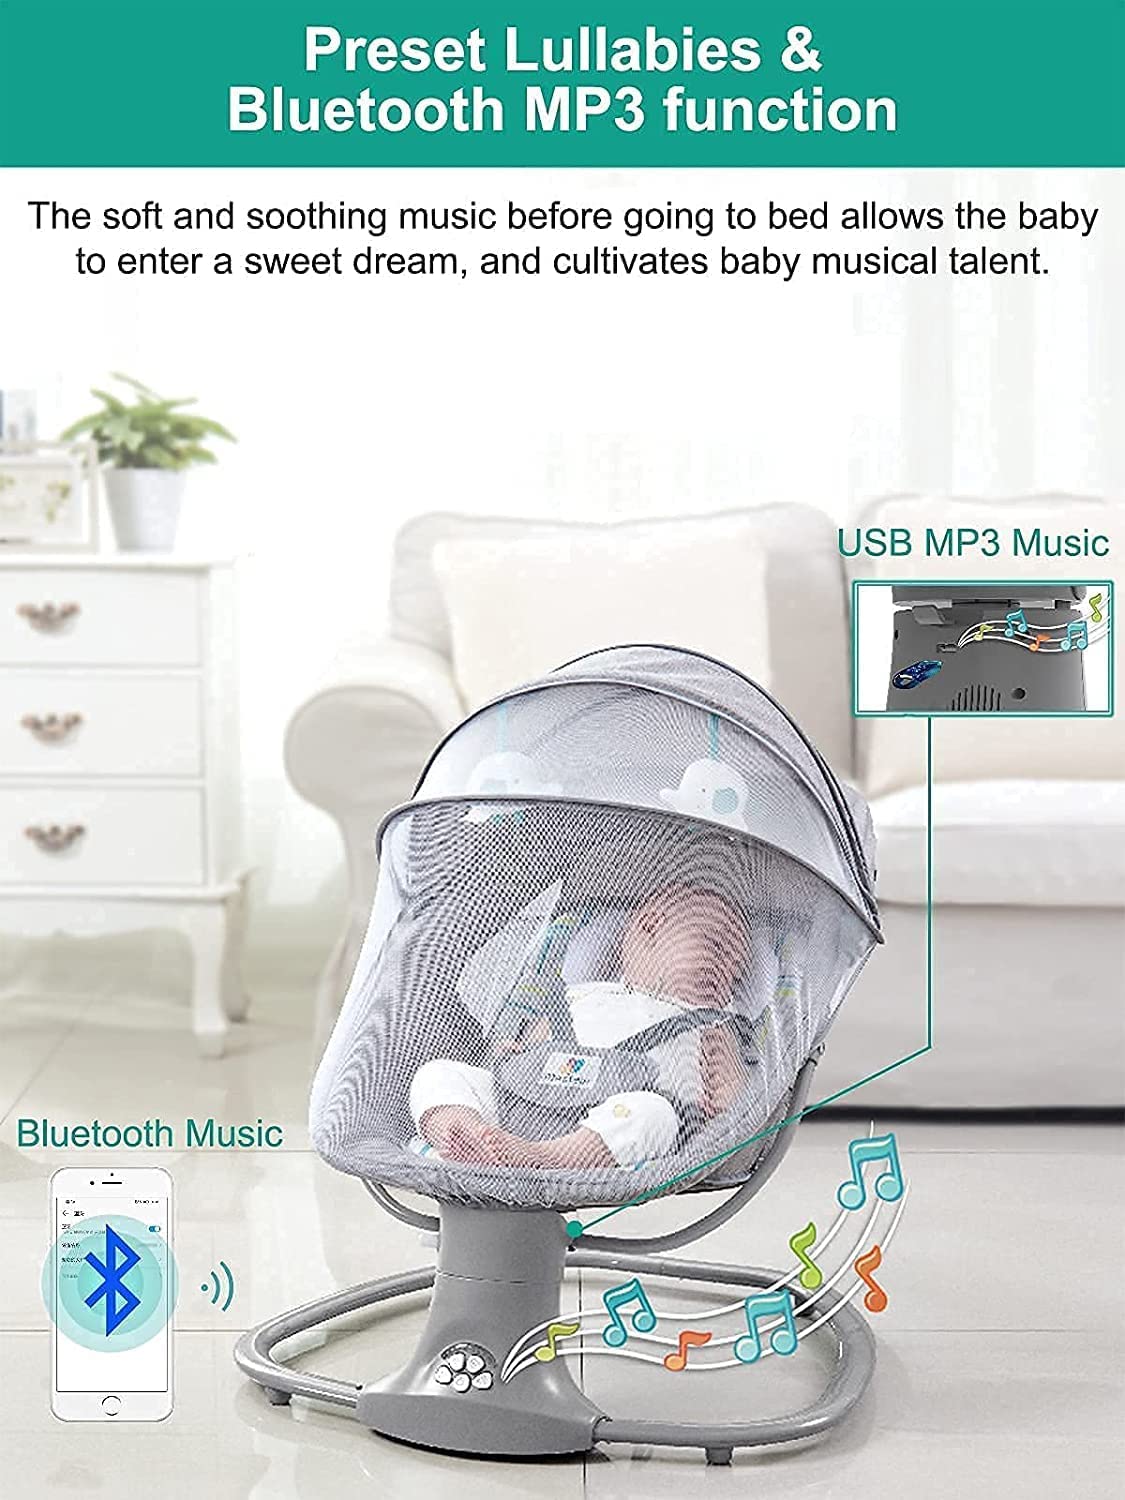 Preset Lullabies &
Bluetooth MP3 function
The soft and soothing music before going to bed allows the baby
to enter a sweet dream, and cultivates baby musical talent.
USB MP3 Music
Bluetooth Music